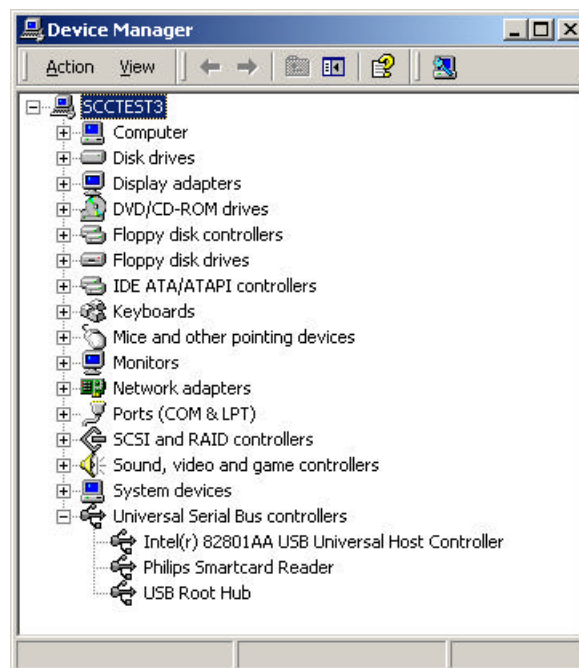 Device Manager
Action View
SCCTEST3
Computer
Disk drives
Display adapters
DVD/CD-ROM drives
Floppy disk controllers
Floppy disk drives
IDE ATA/ATAPI controllers
Keyboards
Mice and other pointing devices
Monitors
Network adapters
Ports (COM & LPT)
SCSI and RAID controllers
Sound, video and game controllers
System devices
Universal Serial Bus controllers
Intel(r) 82801AA USB Universal Host Controller
Philips Smartcard Reader
USB Root Hub